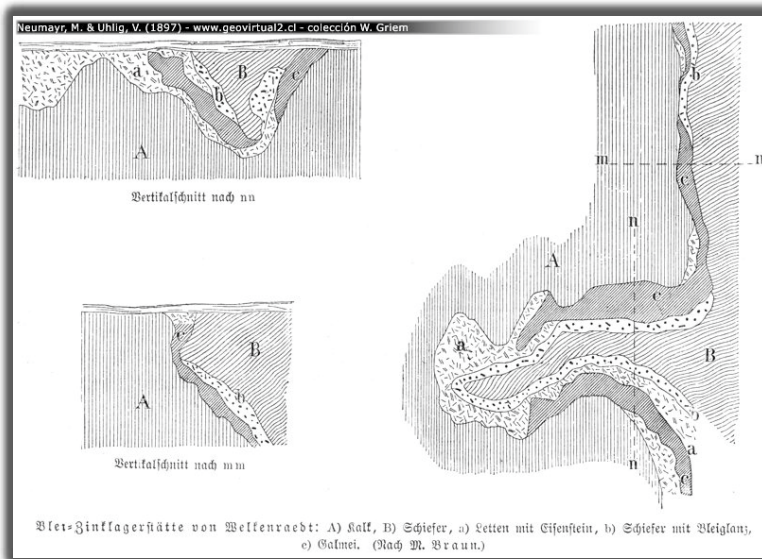 Neumayr, M. & Uhlig, V. (1897) - www.geovirtual2.cl - colección W. Griem
a
b
B
c
A
Vertikalschnitt nach nn
b
m
n
c
n
A
c
a
B
b
a
n
c
c
B
A
b
Vertikalschnitt nach mm
Blei-Zinklagerstätte von Welkenraedt: A) Kalk, B) Schiefer, a) Letten mit Eisenstein, b) Schiefer mit Bleiglanz,
c) Galmei. (Nach M. Braun.)